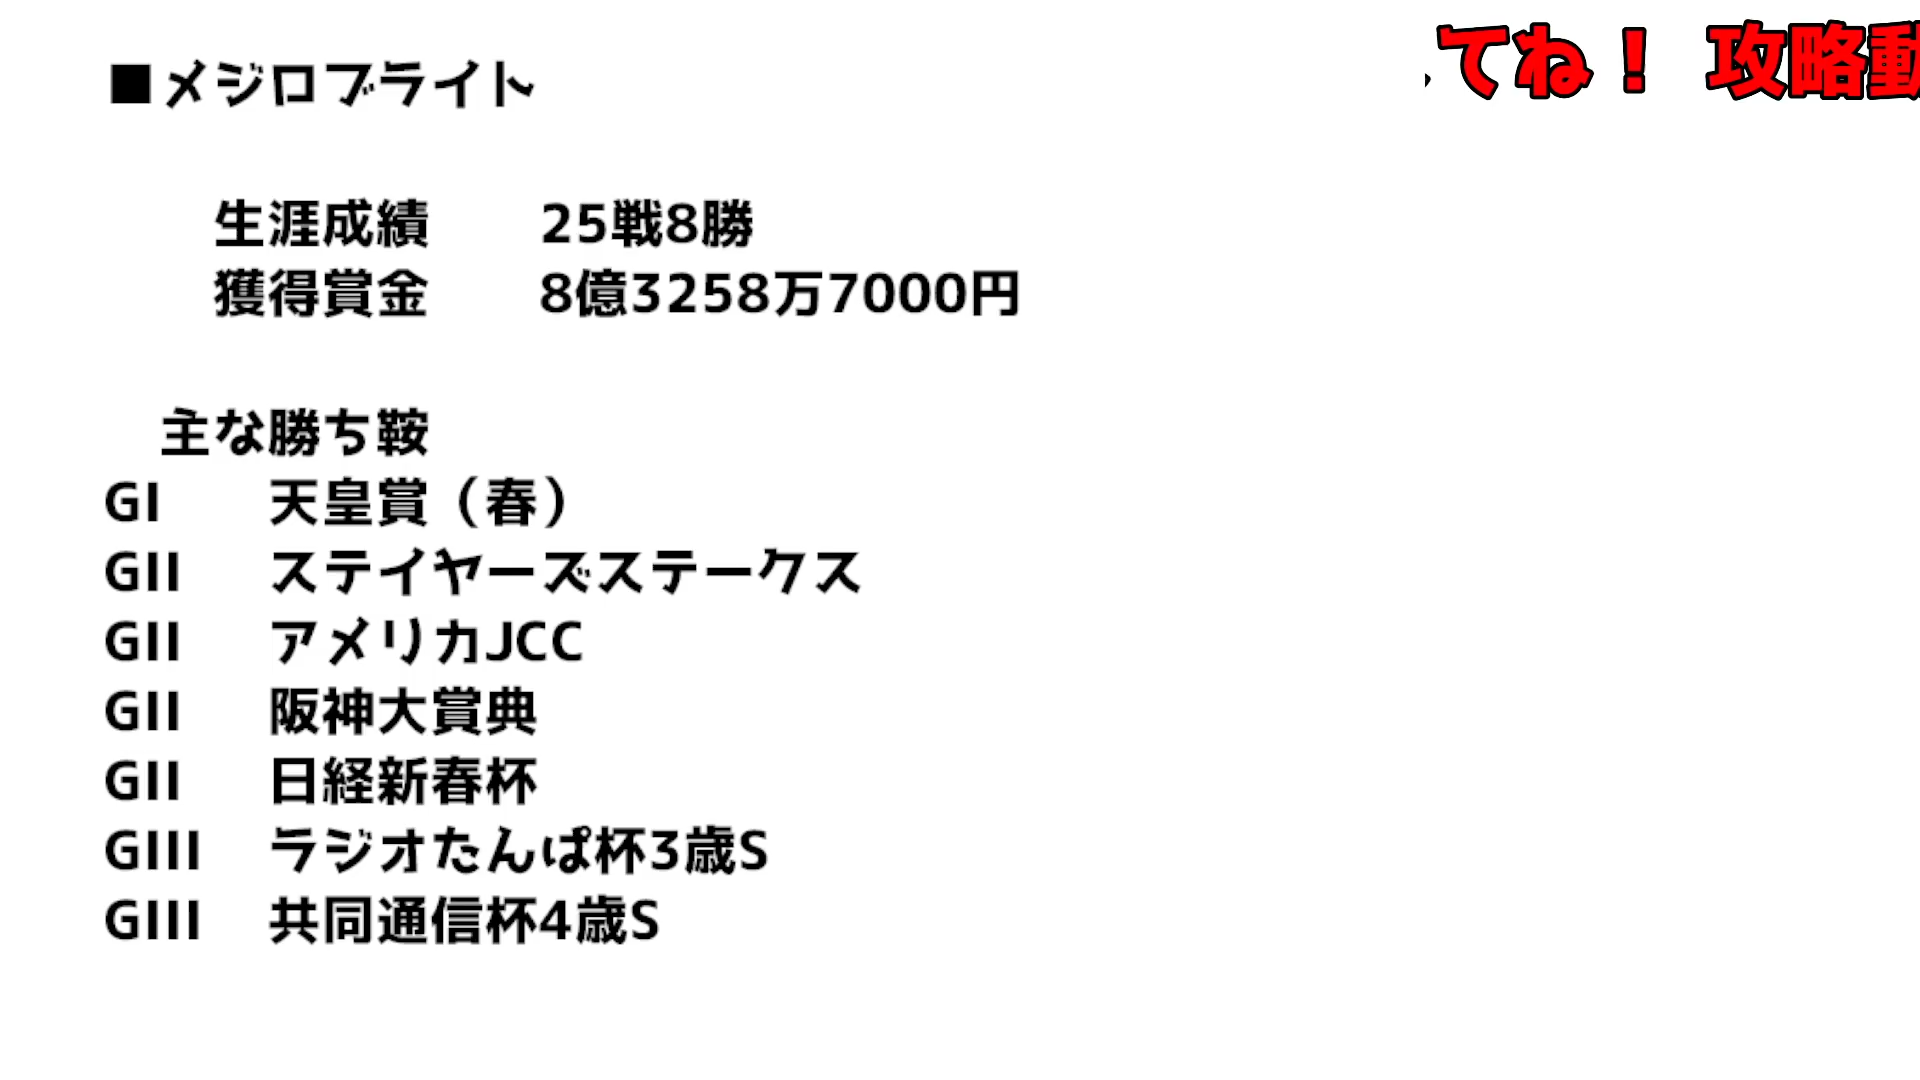 ■メジロブライト
てね！ 攻略動
生涯成績 25戦8勝
獲得賞金 8億3258万7000円
主な勝ち鞍
GI 天皇賞（春）
GII ステイヤーズステークス
GII アメリカJCC
GII 阪神大賞典
GII 日経新春杯
GIII ラジオたんぱ杯3歳S
GIII 共同通信杯4歳S